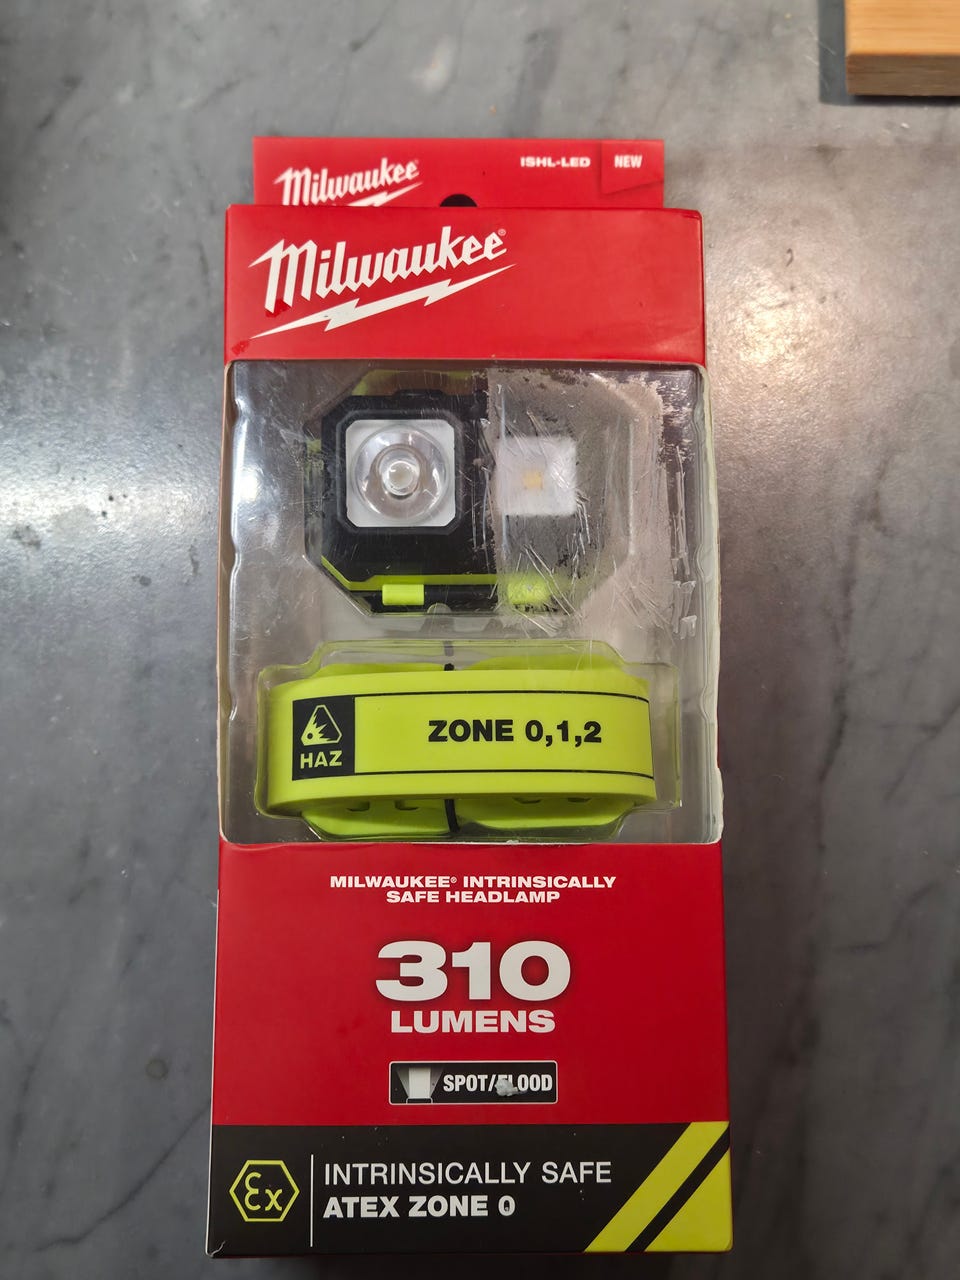 Milwaukee®
ISHL-LED
NEW
Milwaukee®
HAZ
ZONE 0,1,2
MILWAUKEE® INTRINSICALLY
SAFE HEADLAMP
310
LUMENS
SPOT/FLOOD
Ex
INTRINSICALLY SAFE
ATEX ZONE 0